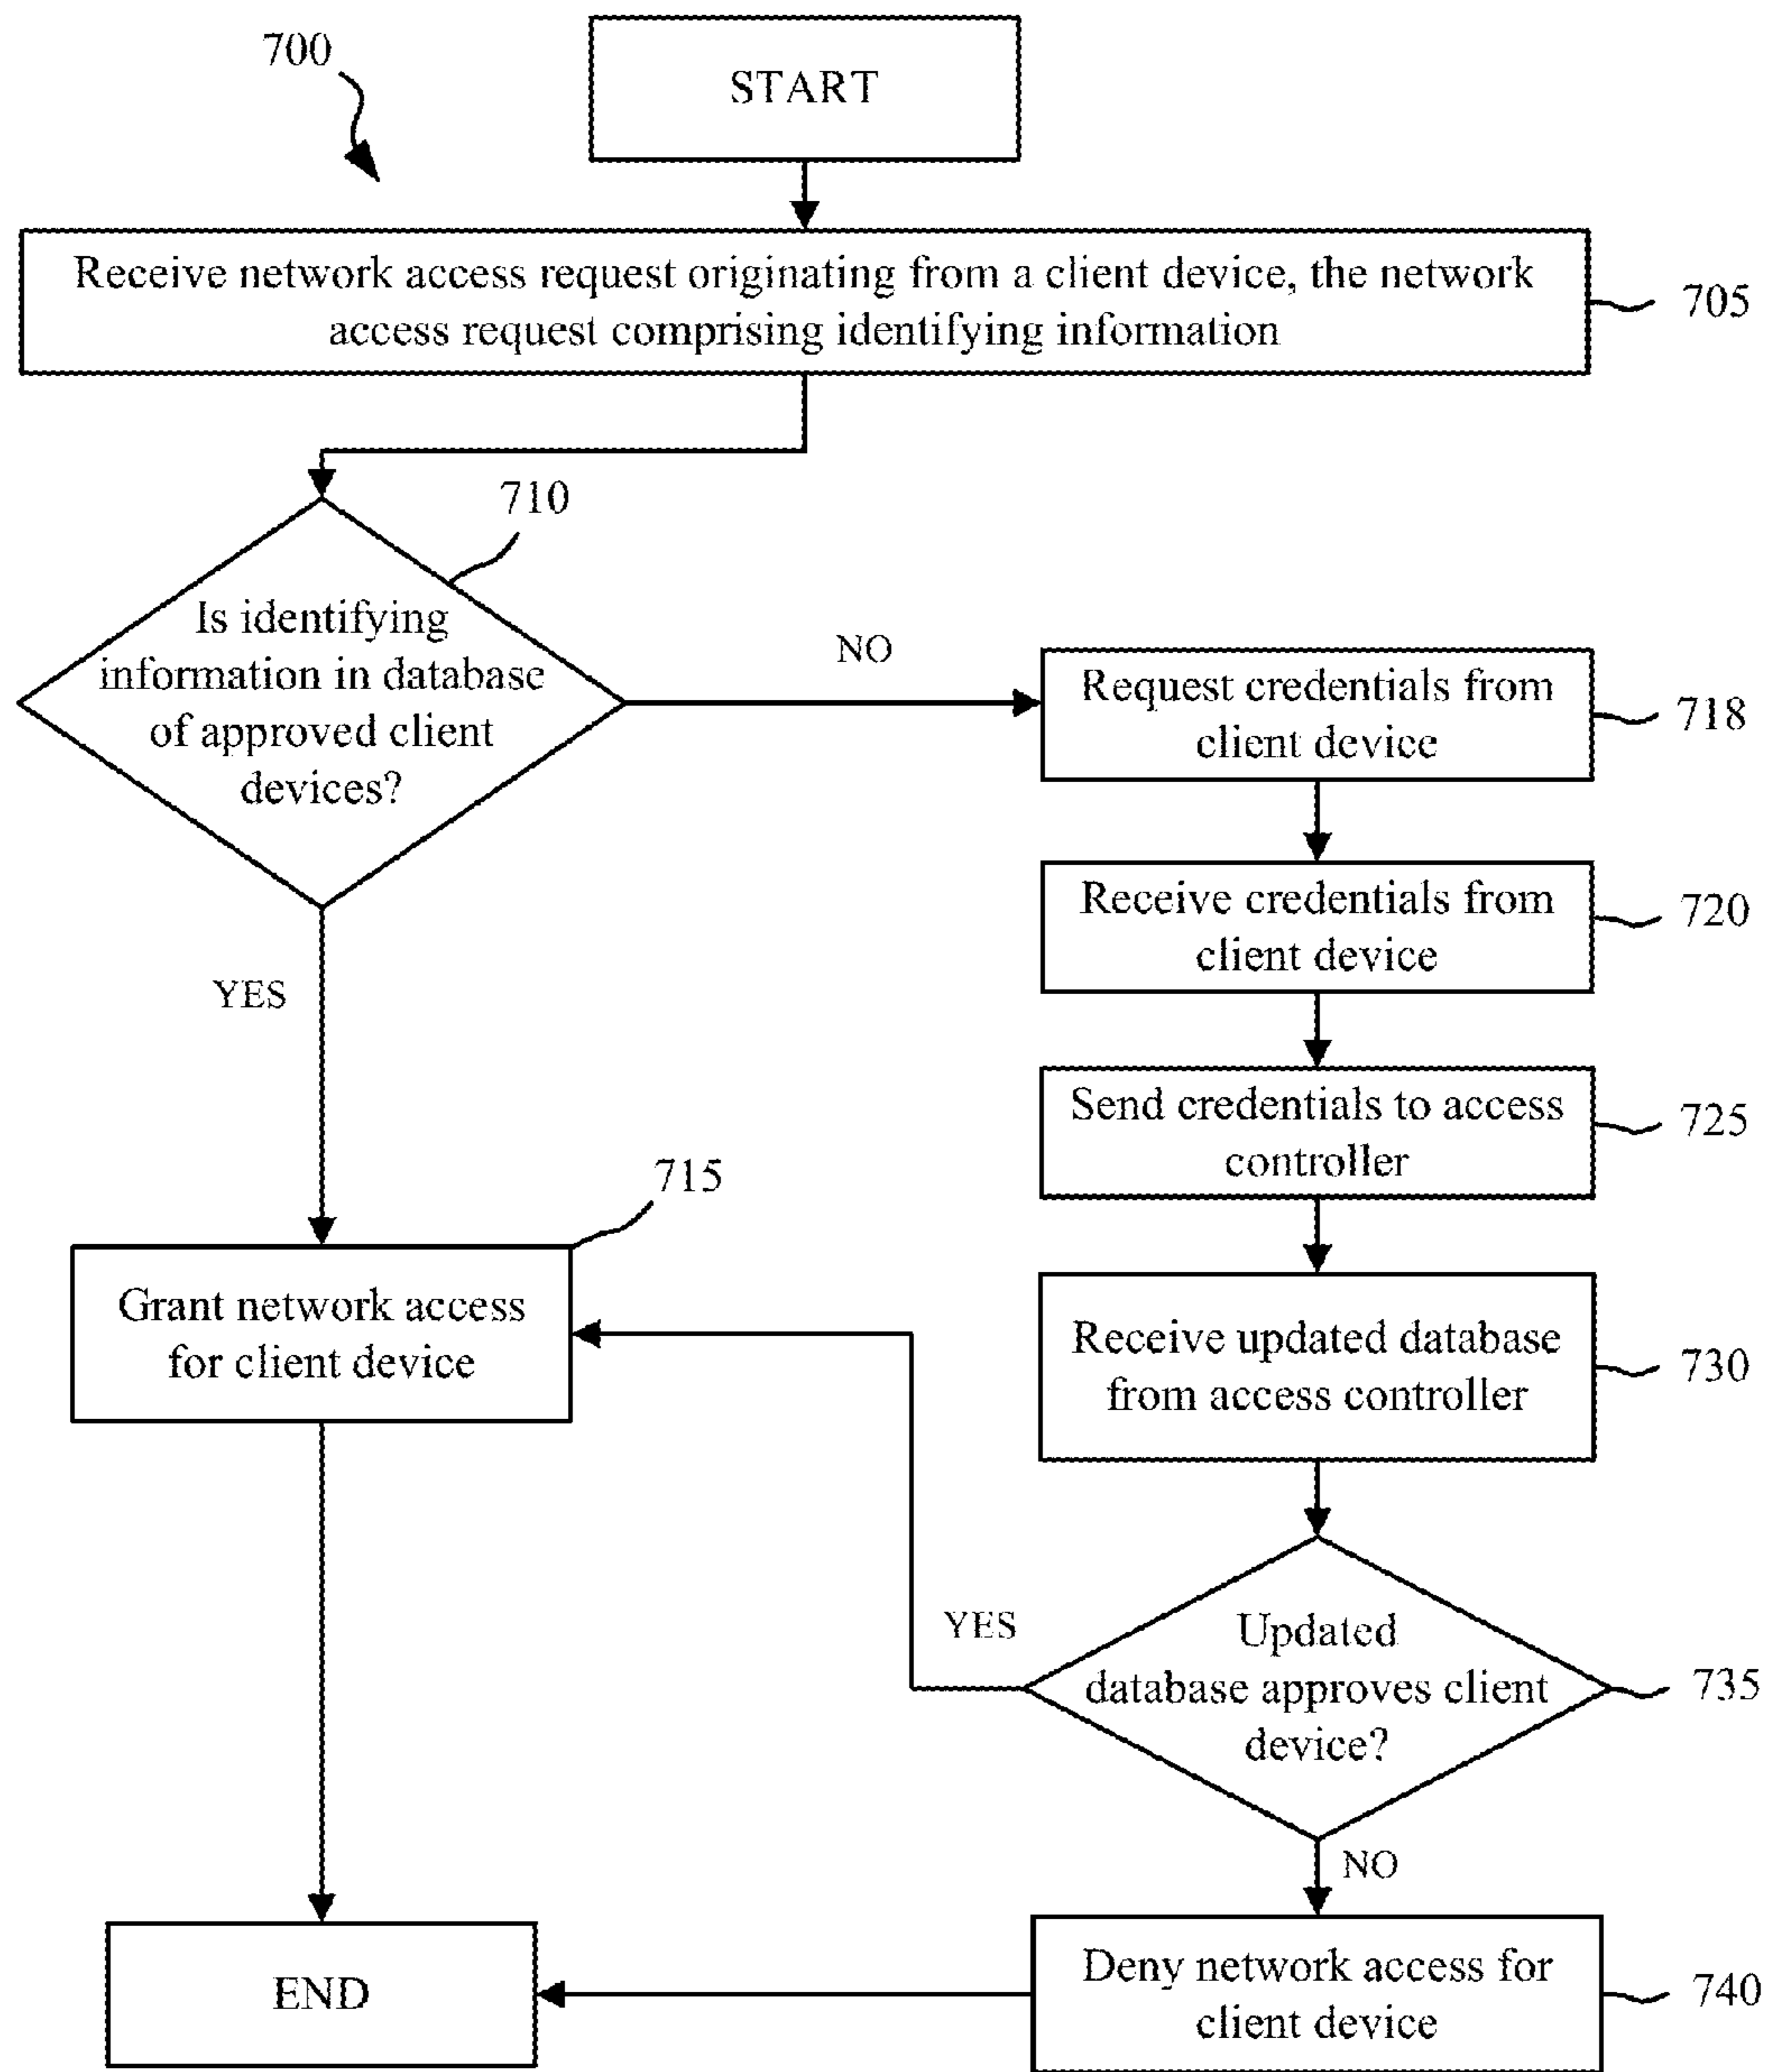 700
START
Receive network access request originating from a client device, the network
access request comprising identifying information
705
710
Is identifying
information in database
of approved client
devices?
NO
Request credentials from
client device
718
Receive credentials from
client device
720
YES
Send credentials to access
controller
725
715
Grant network access
for client device
Receive updated database
from access controller
730
YES
Updated
database approves client
device?
735
NO
END
Deny network access for
client device
740